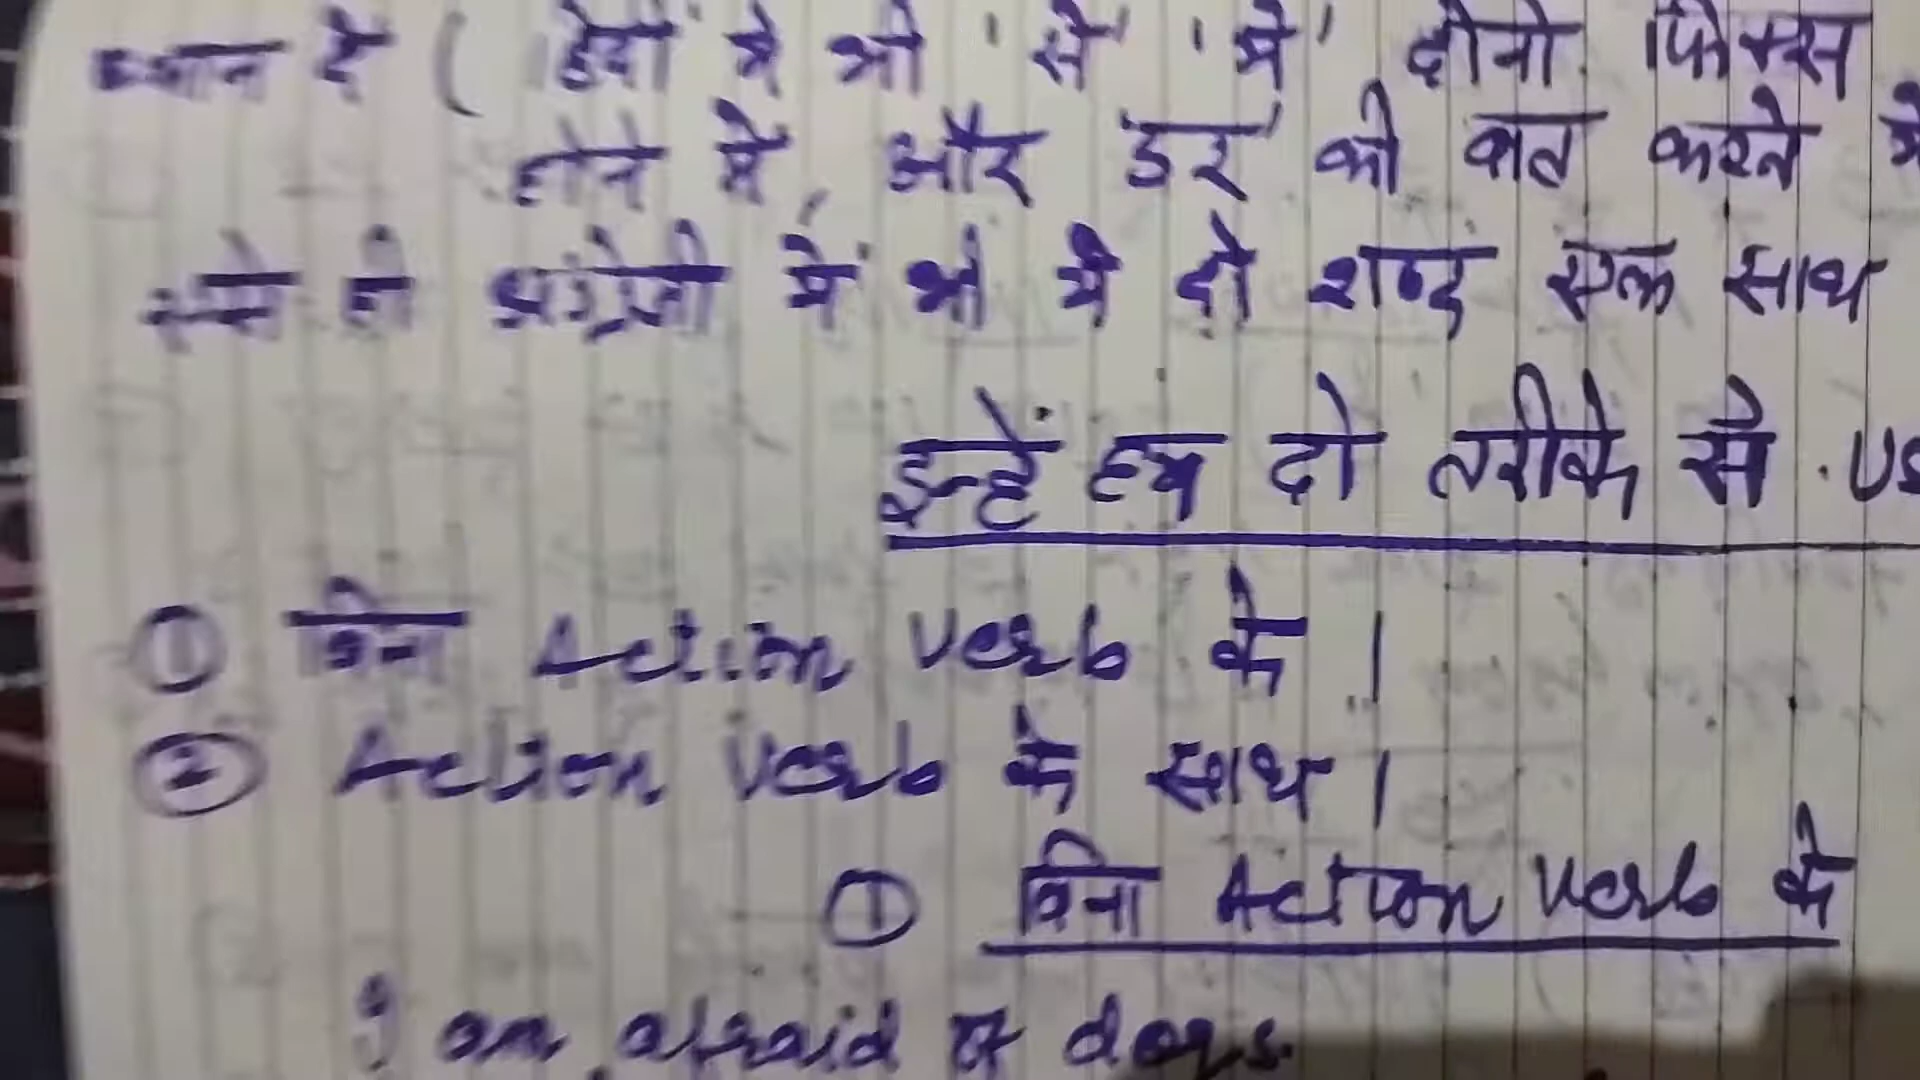 ध्यान दे ( हिंदी मे भी 'से' 'मे' दोनो फिक्स
होने मे, और डर की बात करने मे
ऐसे ही अंग्रेजी में भी ये दो शब्द एक साथ
इन्हें हम दो तरीके से
① बिना Action Verb के ।
② Action Verb के साथ ।
① बिना Action Verb के
I am afraid of dogs.